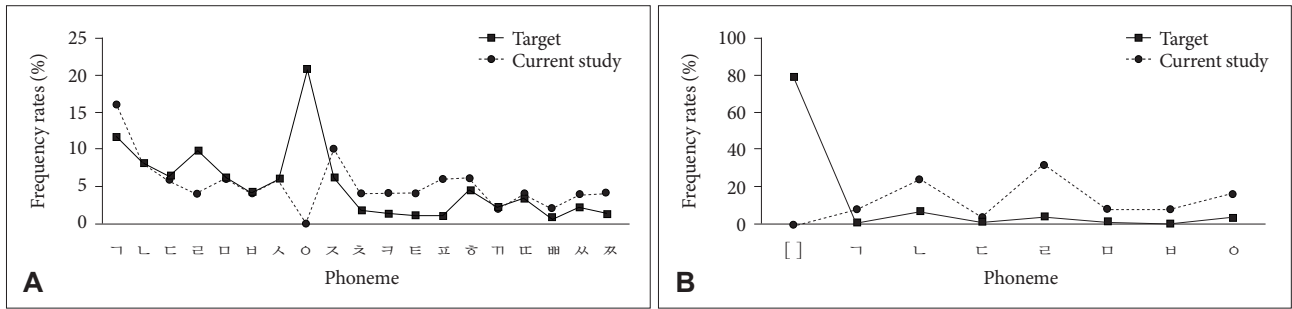 25
20
15
10
5
0
Frequency rates (%)
Target
Current study
ㄱ ㄴ ㄷ ㄹ ㅁ ㅂ ㅅ ㅇ ㅈ ㅊ ㅋ ㅌ ㅍ ㅎ ㄲ ㄸ ㅃ ㅆ ㅉ
Phoneme
A
100
80
60
40
20
0
Frequency rates (%)
Target
Current study
[ ] ㄱ ㄴ ㄷ ㄹ ㅁ ㅂ ㅇ
Phoneme
B